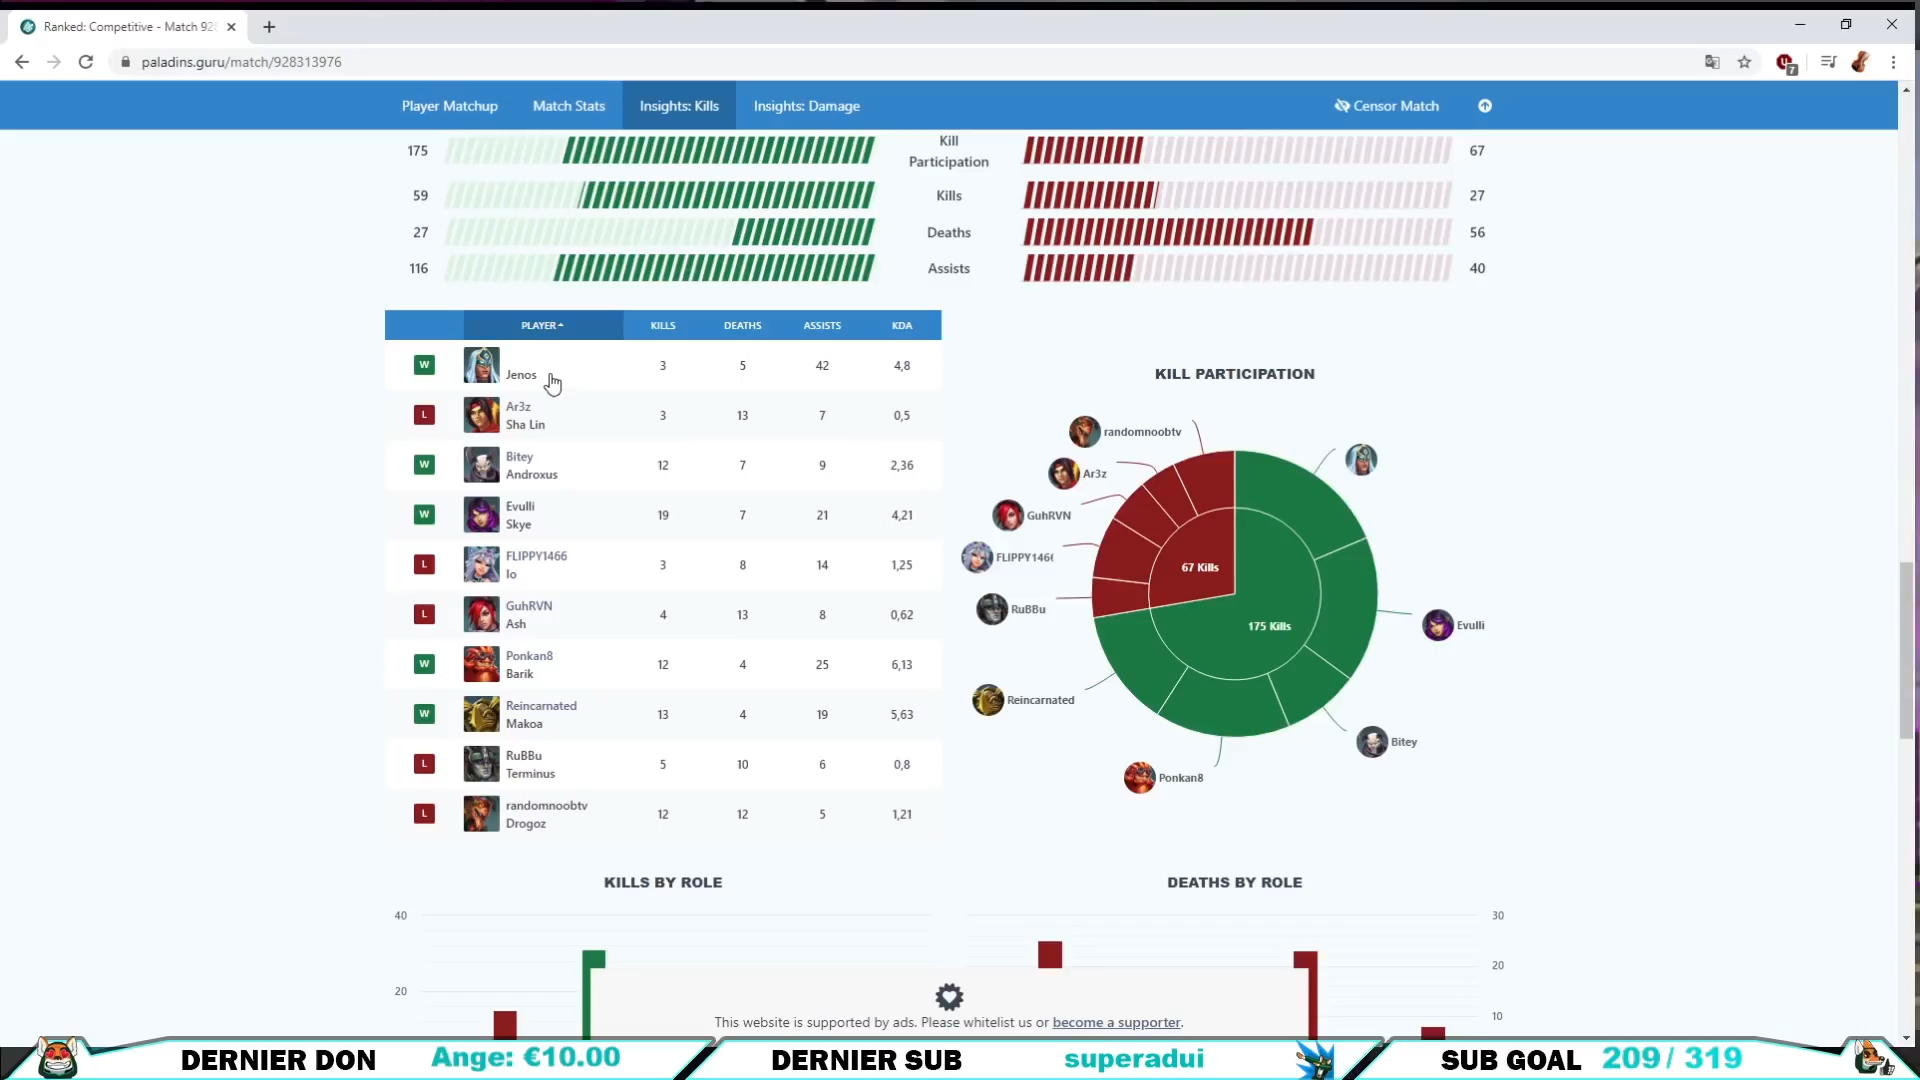 Ranked: Competitive - Match 928
paladins.guru/match/928313976
7
Player Matchup Match Stats Insights: Kills Insights: Damage Censor Match
175 Kill Participation 67
59 Kills 27
27 Deaths 56
116 Assists 40
PLAYER KILLS DEATHS ASSISTS KDA
W Jenos 3 5 42 4,8
L Ar3z Sha Lin 3 13 7 0,5
W Bitey Androxus 12 7 9 2,36
W Evulli Skye 19 7 21 4,21
L FLIPPY1466 Io 3 8 14 1,25
L GuhRVN Ash 4 13 8 0,62
W Ponkan8 Barik 12 4 25 6,13
W Reincarnated Makoa 13 4 19 5,63
L RuBBu Terminus 5 10 6 0,8
L randomnoobtv Drogoz 12 12 5 1,21
KILL PARTICIPATION
randomnoobtv
Ar3z
GuhRVN
FLIPPY1466
67 Kills
RuBBu
175 Kills
Evulli
Reincarnated
Bitey
Ponkan8
KILLS BY ROLE
40
20
DEATHS BY ROLE
30
20
10
This website is supported by ads. Please whitelist us or become a supporter.
DERNIER DON Ange: €10.00 DERNIER SUB superadui SUB GOAL 209 / 319